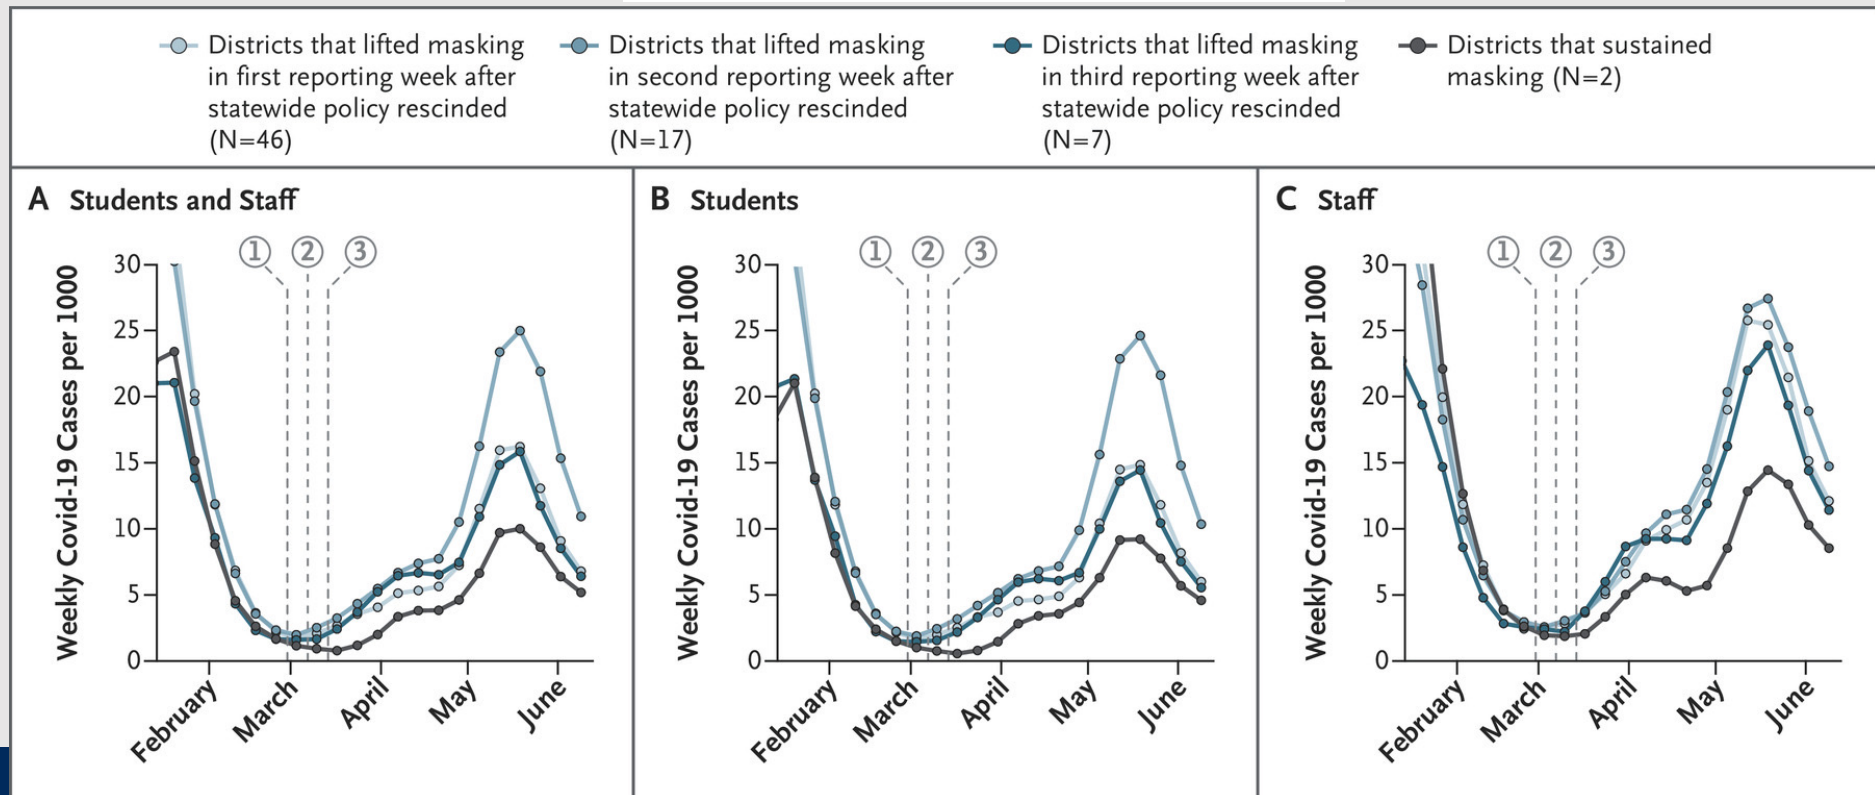 Districts that lifted masking
in first reporting week after
statewide policy rescinded
(N=46)
Districts that lifted masking
in second reporting week after
statewide policy rescinded
(N=17)
Districts that lifted masking
in third reporting week after
statewide policy rescinded
(N=7)
Districts that sustained
masking (N=2)
A Students and Staff
1 2 3
Weekly Covid-19 Cases per 1000
30
25
20
15
10
5
0
February
March
April
May
June
B Students
1 2 3
Weekly Covid-19 Cases per 1000
30
25
20
15
10
5
0
February
March
April
May
June
C Staff
1 2 3
Weekly Covid-19 Cases per 1000
30
25
20
15
10
5
0
February
March
April
May
June